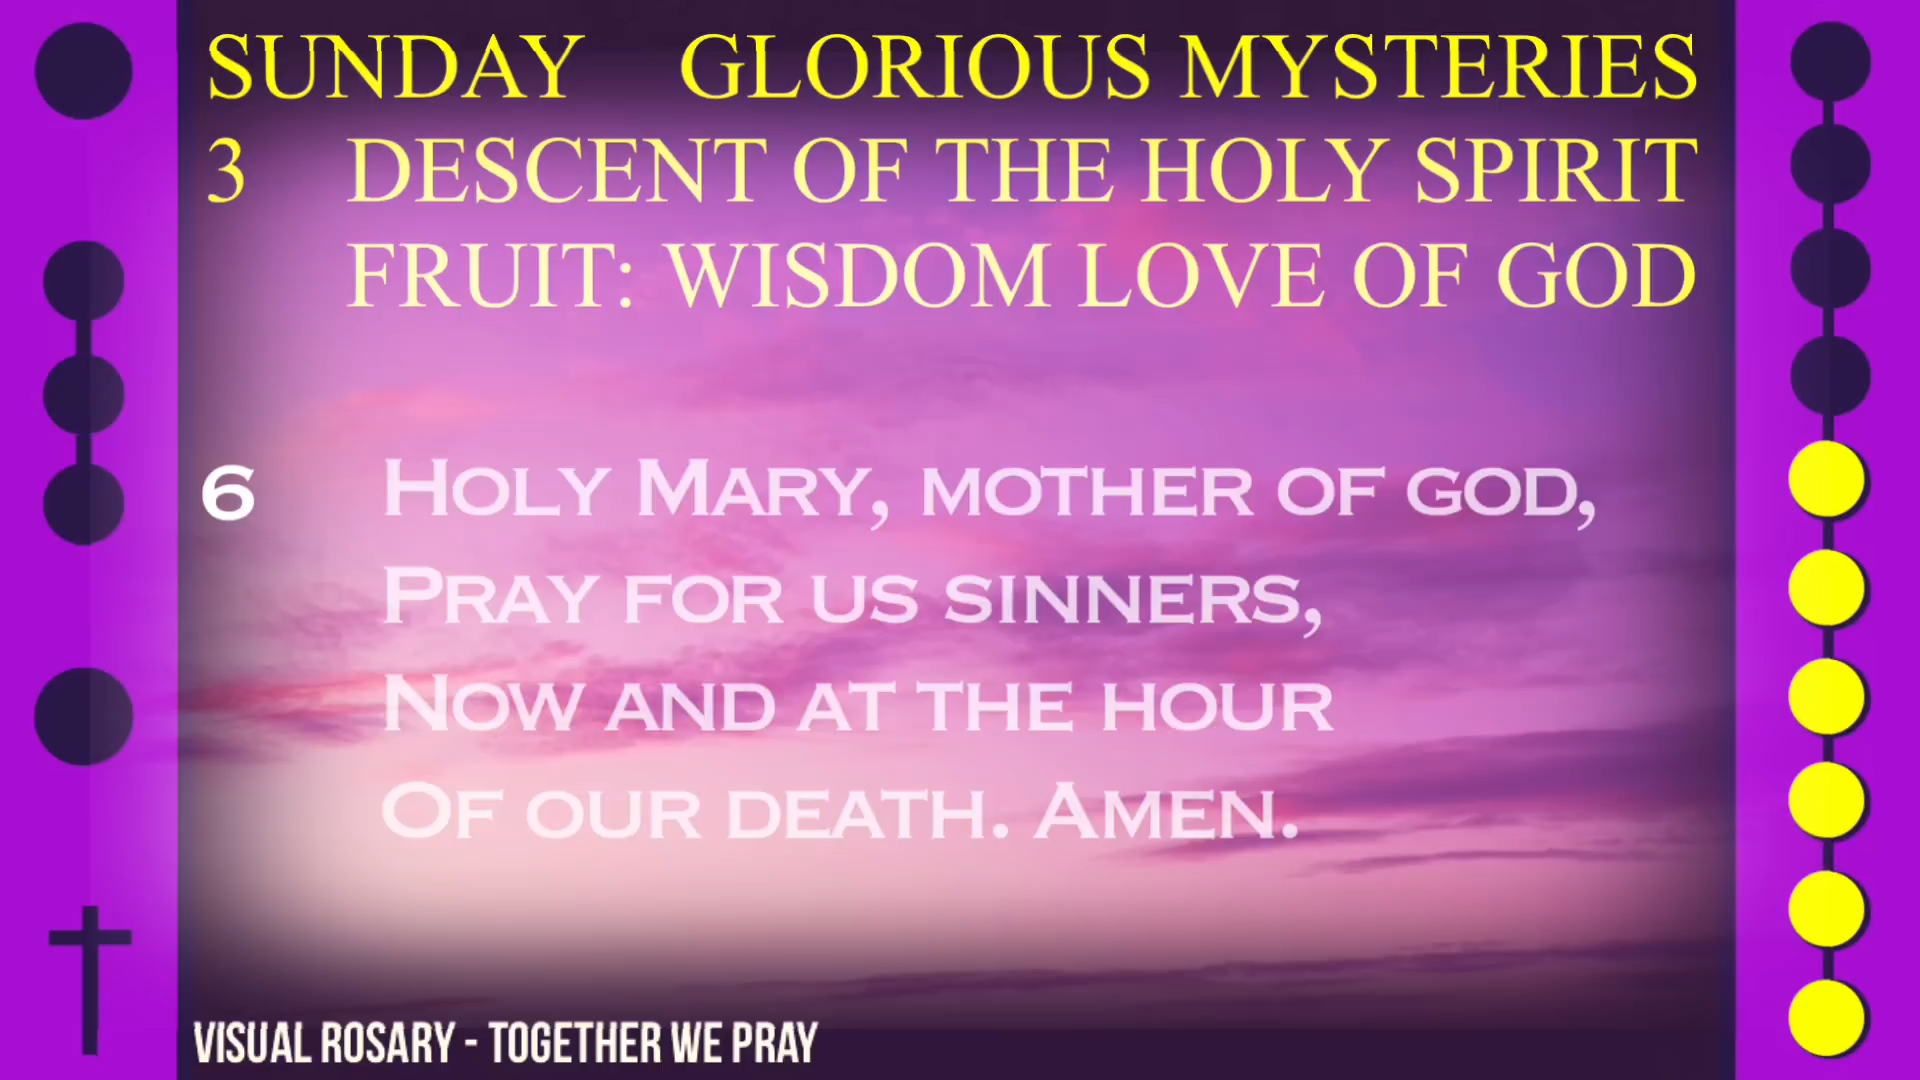 SUNDAY GLORIOUS MYSTERIES
3 DESCENT OF THE HOLY SPIRIT
FRUIT: WISDOM LOVE OF GOD
6 HOLY MARY, MOTHER OF GOD,
PRAY FOR US SINNERS,
NOW AND AT THE HOUR
OF OUR DEATH. AMEN.
VISUAL ROSARY - TOGETHER WE PRAY